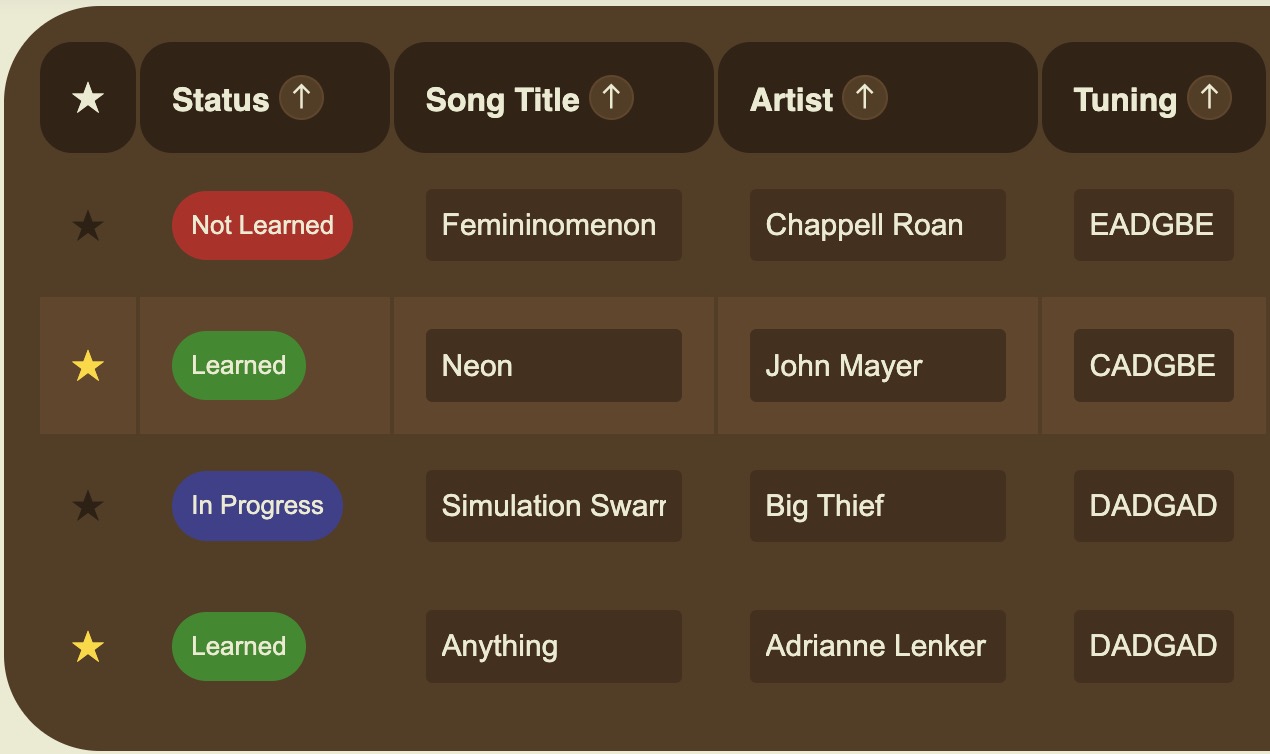 ★ Status ↑ Song Title ↑ Artist ↑ Tuning ↑
★ Not Learned Femininomenon Chappell Roan EADGBE
★ Learned Neon John Mayer CADGBE
★ In Progress Simulation Swarr Big Thief DADGAD
★ Learned Anything Adrianne Lenker DADGAD